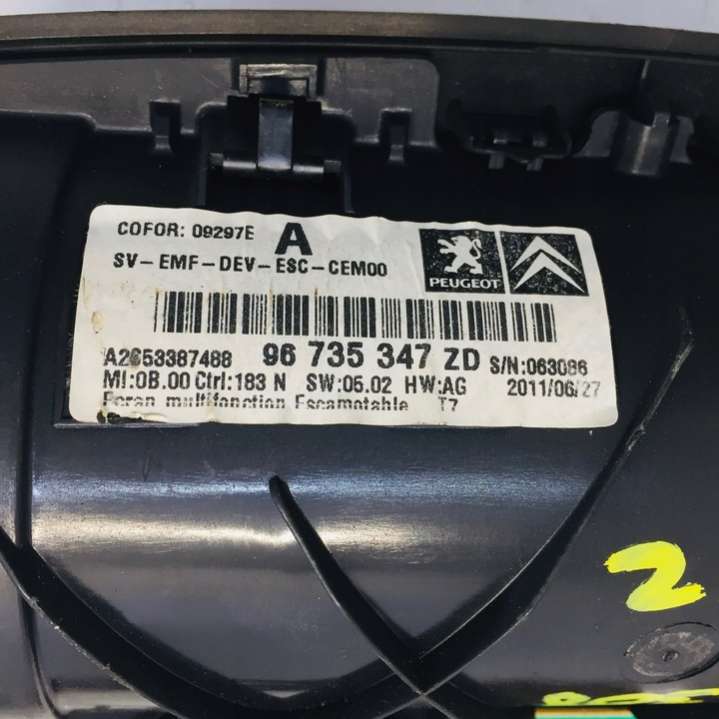 COFOR: 09297E A
SV-EMF-DEV-ESC-CEM00
PEUGEOT
A2C53387488 96 735 347 ZD S/N:063086
MI:0B.00 Ctrl:183 N SW:05.02 HW:AG 2011/06/27
Ecran multifonction Escamotable T7
2